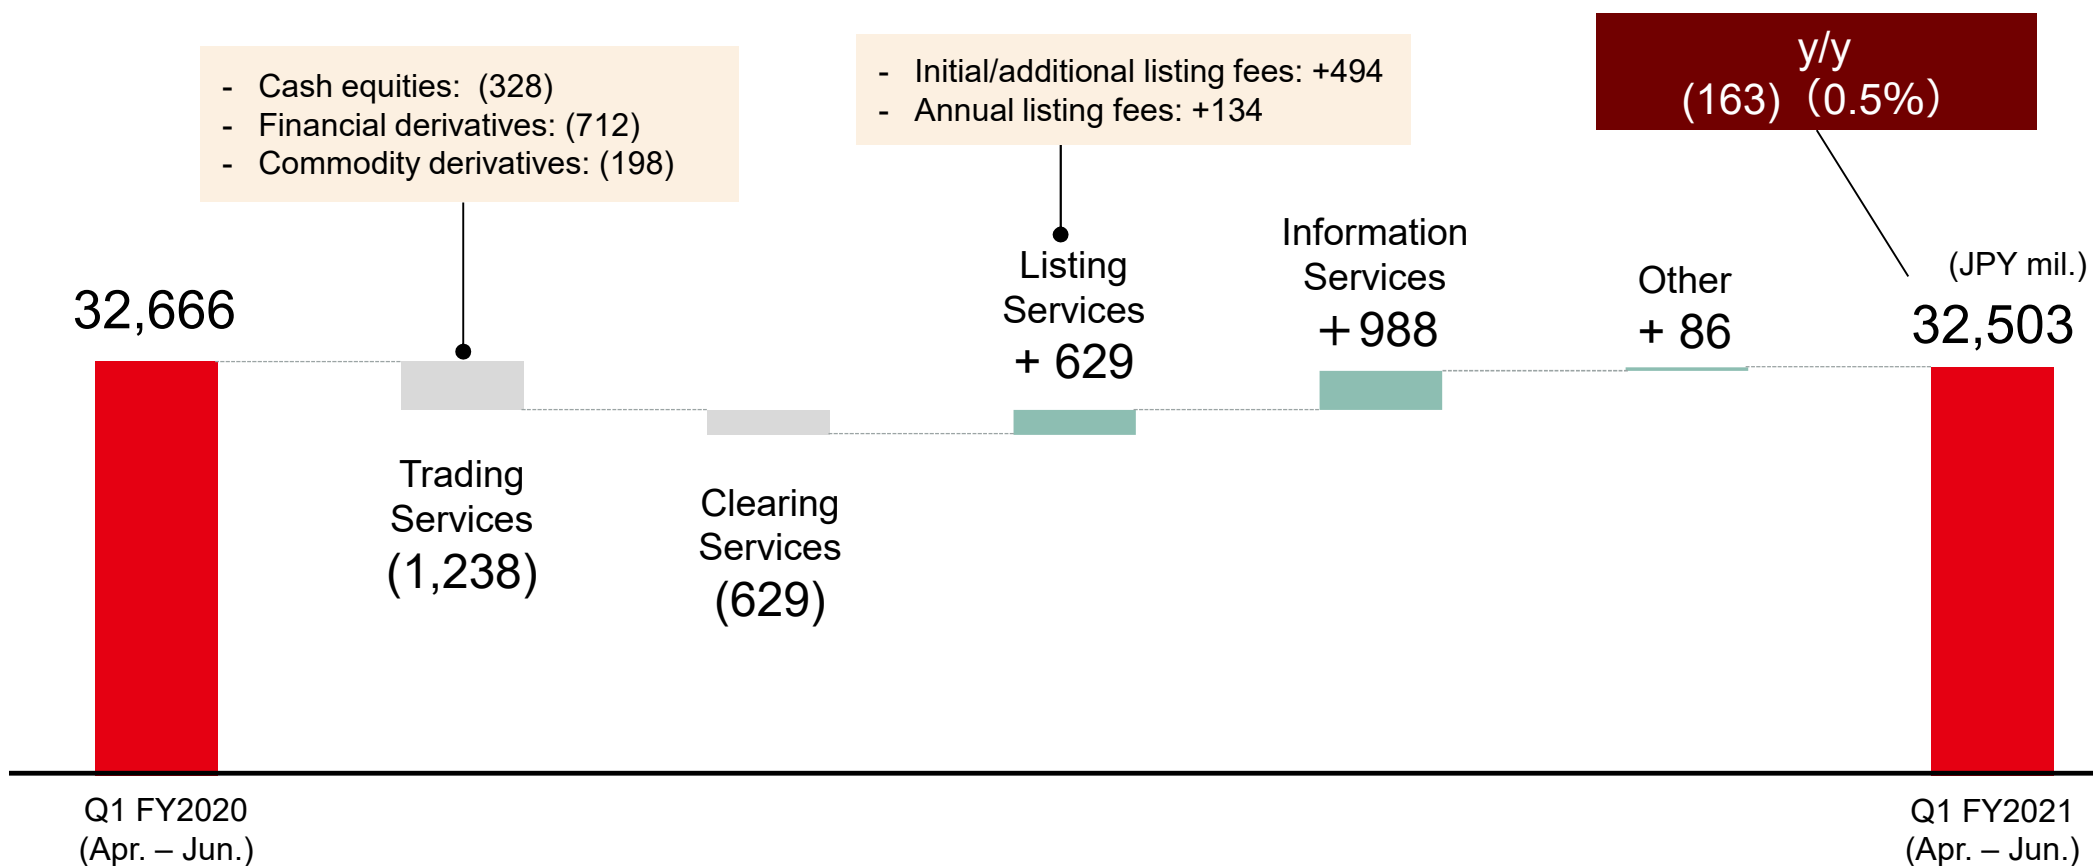 - Cash equities: (328)
- Financial derivatives: (712)
- Commodity derivatives: (198)
- Initial/additional listing fees: +494
- Annual listing fees: +134
y/y
(163)（0.5%）
(JPY mil.)
32,666
Trading
Services
(1,238)
Clearing
Services
(629)
Listing
Services
+ 629
Information
Services
＋988
Other
+ 86
32,503
Q1 FY2020
(Apr. – Jun.)
Q1 FY2021
(Apr. – Jun.)